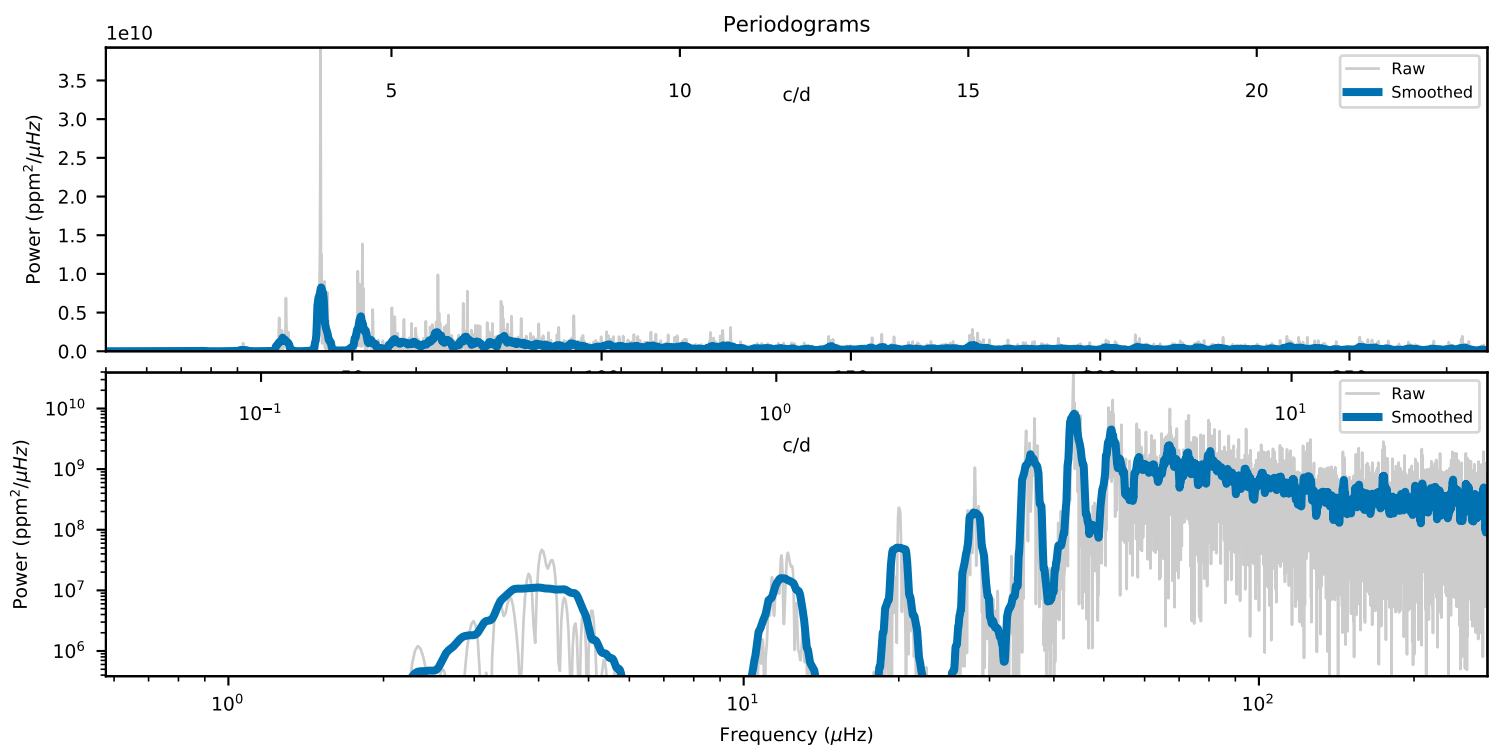 Periodograms
1e10
3.5
3.0
2.5
2.0
1.5
1.0
0.5
0.0
Power (ppm²/μHz)
5 10 15 20
c/d
Raw
Smoothed
10¹⁰
10⁹
10⁸
10⁷
10⁶
Power (ppm²/μHz)
10⁻¹ 10⁰ 10¹
c/d
Raw
Smoothed
10⁰ 10¹ 10²
Frequency (μHz)